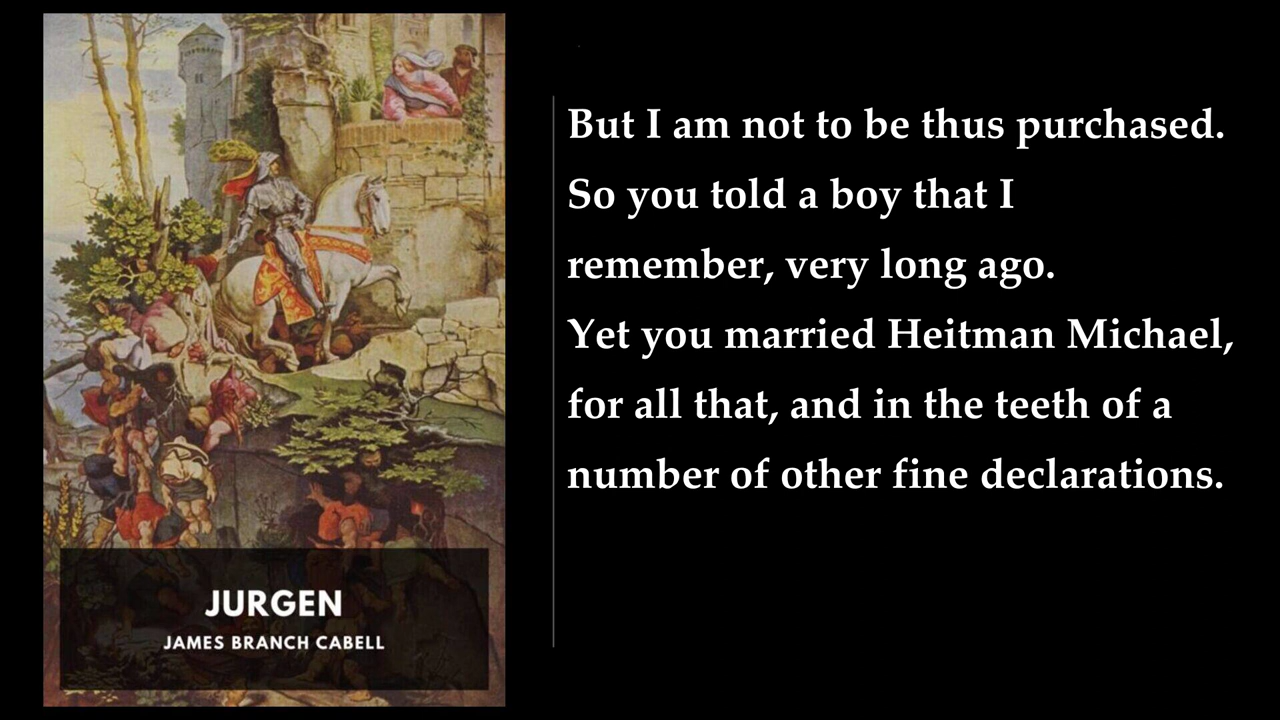 But I am not to be thus purchased.
So you told a boy that I
remember, very long ago.
Yet you married Heitman Michael,
for all that, and in the teeth of a
number of other fine declarations.
JURGEN
JAMES BRANCH CABELL